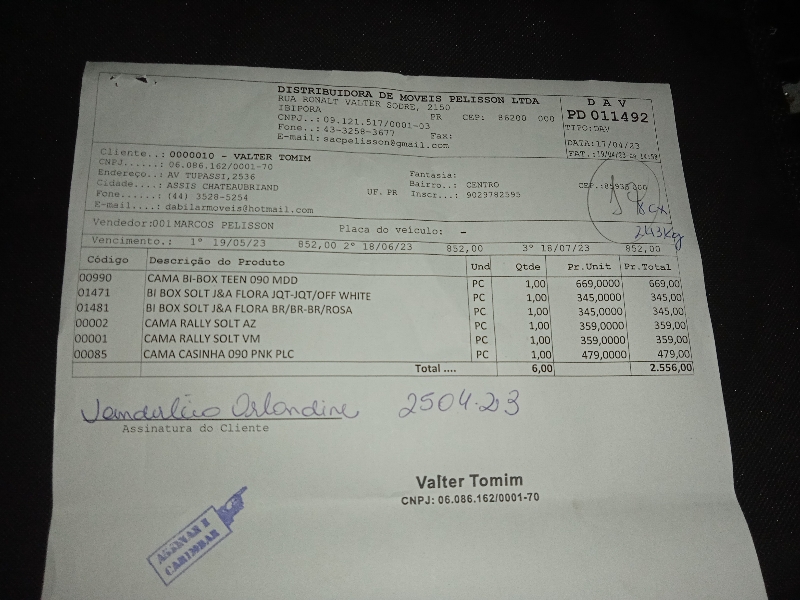 DISTRIBUIDORA DE MOVEIS PELISSON LTDA
RUA RONALT VALTER SODRE, 2150
IBIPORA PR CEP: 86200 000
CNPJ..: 09.121.517/0001-03
Fone..: 43-3258-3677 Fax:
E-mail: sacpelisson@gmail.com
D A V
PD 011492
TIPO: DAV
DATA: 17/04/23
FAT.: 19/04/23
Cliente..: 0000010 - VALTER TOMIM
CNPJ......: 06.086.162/0001-70 Fantasia:
Endereço..: AV TUPASSI,2536 Bairro..: CENTRO
Cidade....: ASSIS CHATEAUBRIAND UF. PR Inscr..: 9029782595
Fone......: (44) 3528-5254
E-mail....: dabilarmoveis@hotmail.com
243Kg
Vendedor:001 MARCOS PELISSON Placa do veículo: -
Vencimento.: 1º 19/05/23 852,00 2º 18/06/23 852,00 3º 18/07/23 852,00
Código Descrição do Produto Und Qtde Pr.Unit Pr.Total
00990 CAMA BI-BOX TEEN 090 MDD PC 1,00 669,0000 669,00
01471 BI BOX SOLT J&A FLORA JQT-JQT/OFF WHITE PC 1,00 345,0000 345,00
01481 BI BOX SOLT J&A FLORA BR/BR-BR/ROSA PC 1,00 345,0000 345,00
00002 CAMA RALLY SOLT AZ PC 1,00 359,0000 359,00
00001 CAMA RALLY SOLT VM PC 1,00 359,0000 359,00
00085 CAMA CASINHA 090 PNK PLC PC 1,00 479,0000 479,00
Total .... 6,00 2.556,00
2504-23
Assinatura do Cliente
Valter Tomim
CNPJ: 06.086.162/0001-70
ASSINAR E
CARIMBAR